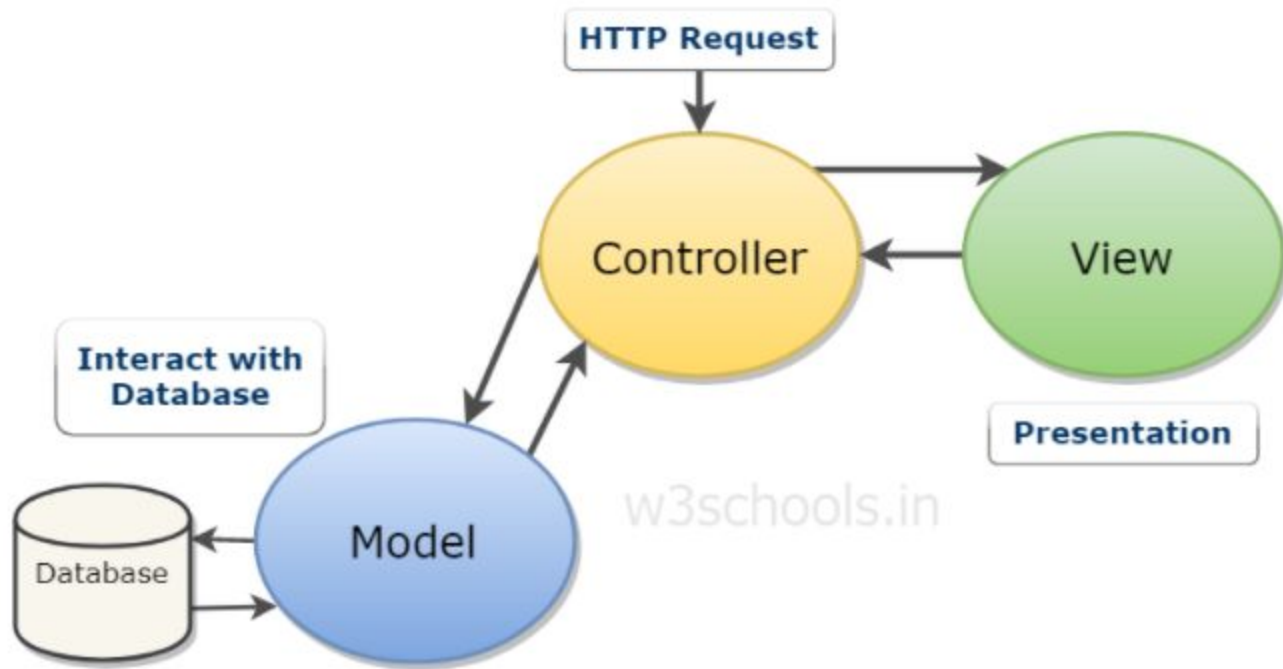 HTTP Request
Controller
View
Interact with
Database
Presentation
w3schools.in
Model
Database